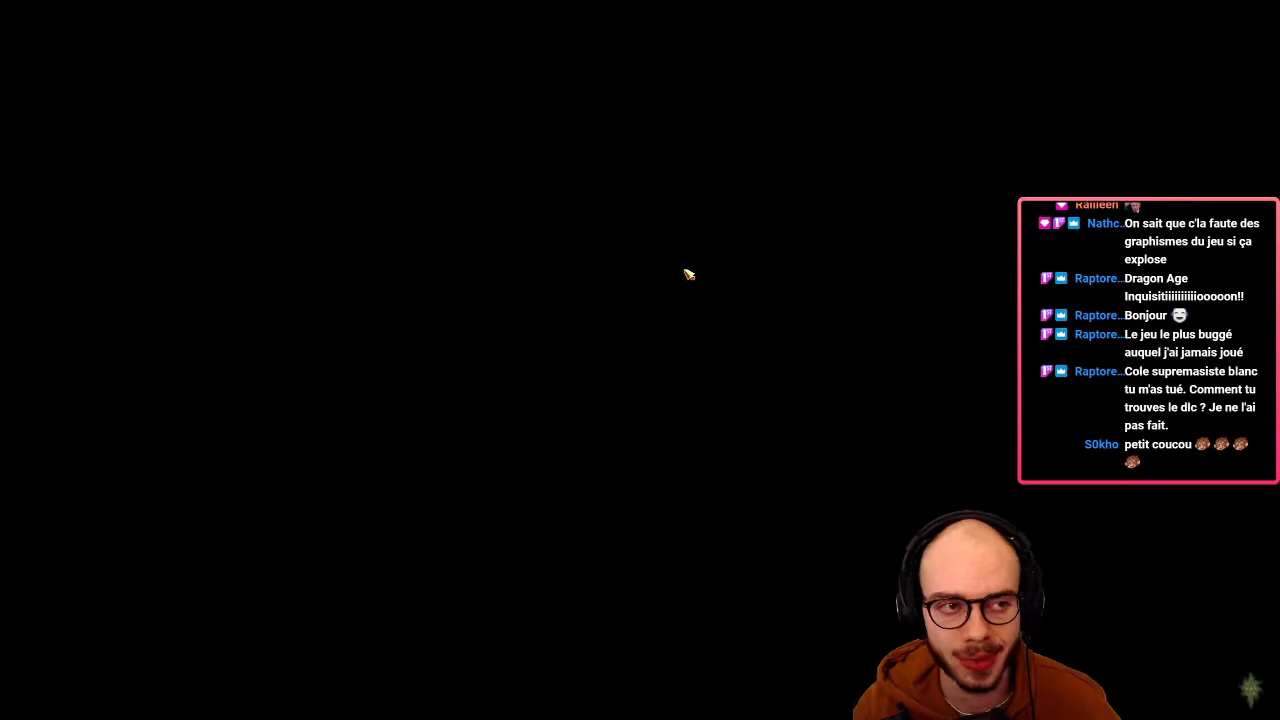 Raiileen
Nathc.. On sait que c'la faute des
graphismes du jeu si ça
explose
Raptore... Dragon Age
Inquisitiiiiiiiiiiooooon!!
Raptore... Bonjour
Raptore... Le jeu le plus buggé
auquel j'ai jamais joué
Raptore... Cole supremasiste blanc
tu m'as tué. Comment tu
trouves le dlc ? Je ne l'ai
pas fait.
S0kho petit coucou